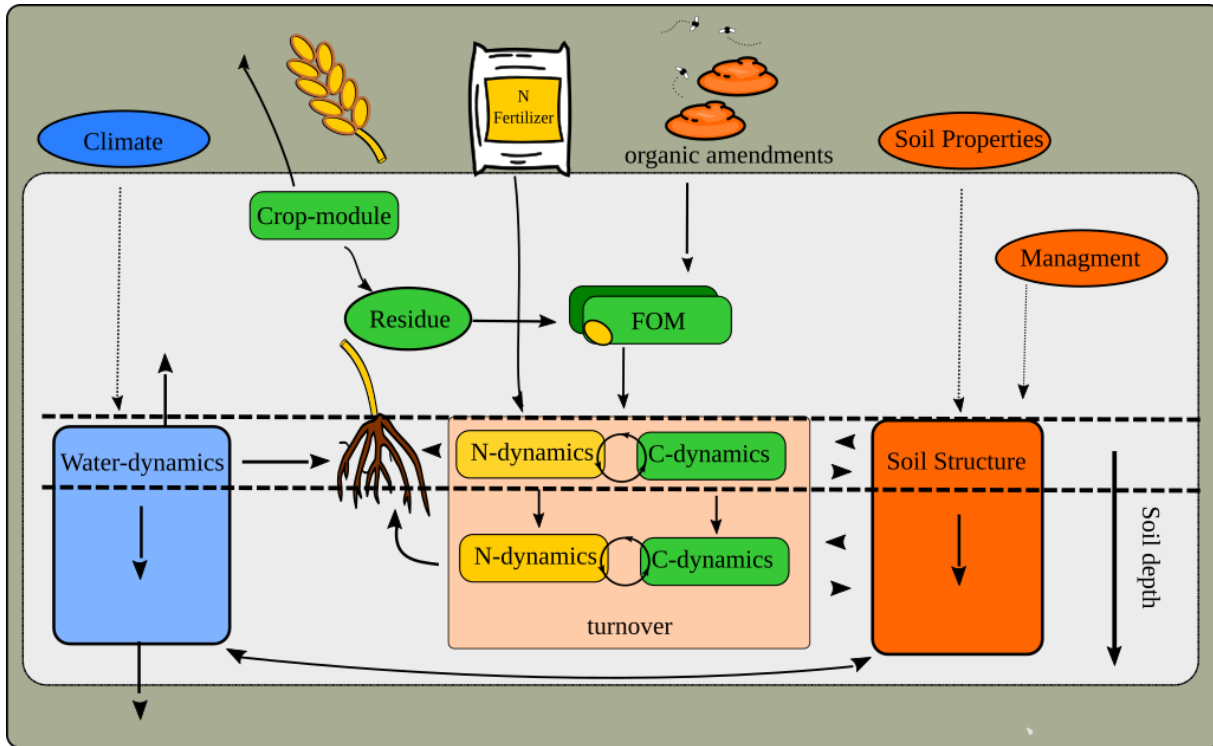 N
Fertilizer
Climate
organic amendments
Soil Properties
Crop-module
Managment
Residue
FOM
Water-dynamics
N-dynamics
C-dynamics
Soil Structure
N-dynamics
C-dynamics
Soil depth
turnover